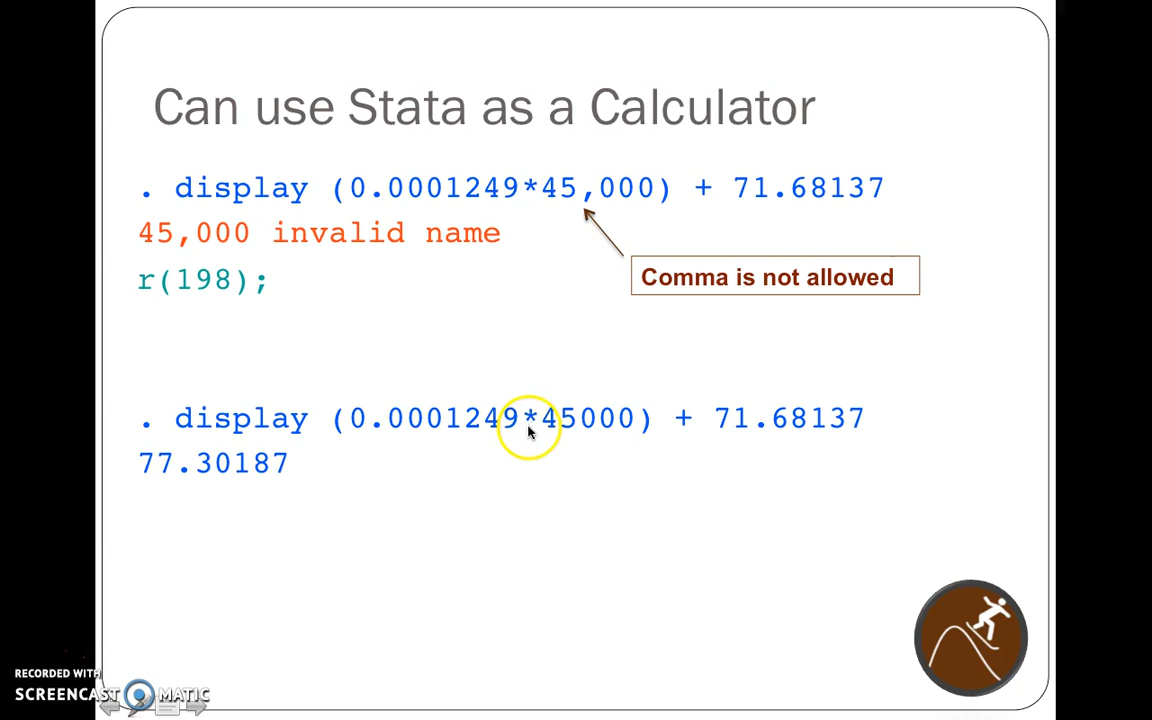 Can use Stata as a Calculator
. display (0.0001249*45,000) + 71.68137
45,000 invalid name
r(198);
Comma is not allowed
. display (0.0001249*45000) + 71.68137
77.30187
RECORDED WITH
SCREENCAST MATIC